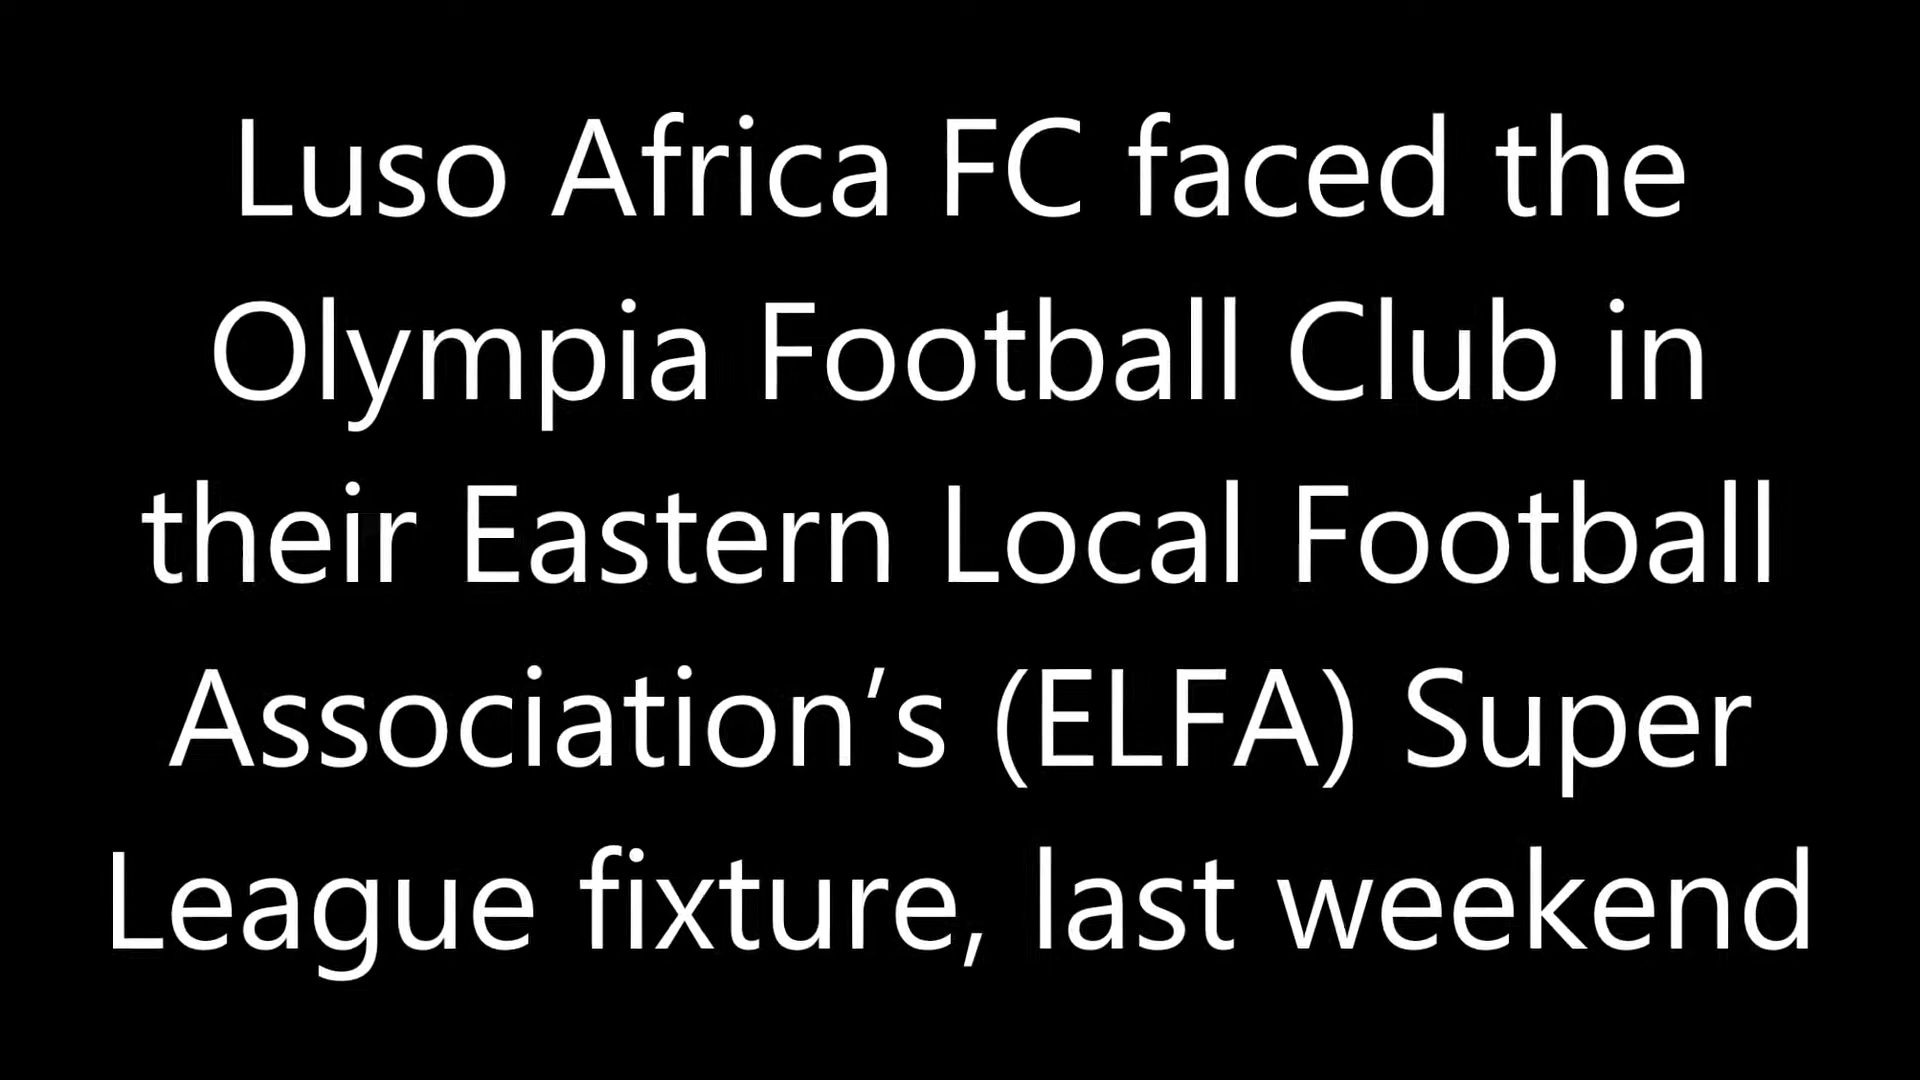 Luso Africa FC faced the
Olympia Football Club in
their Eastern Local Football
Association’s (ELFA) Super
League fixture, last weekend